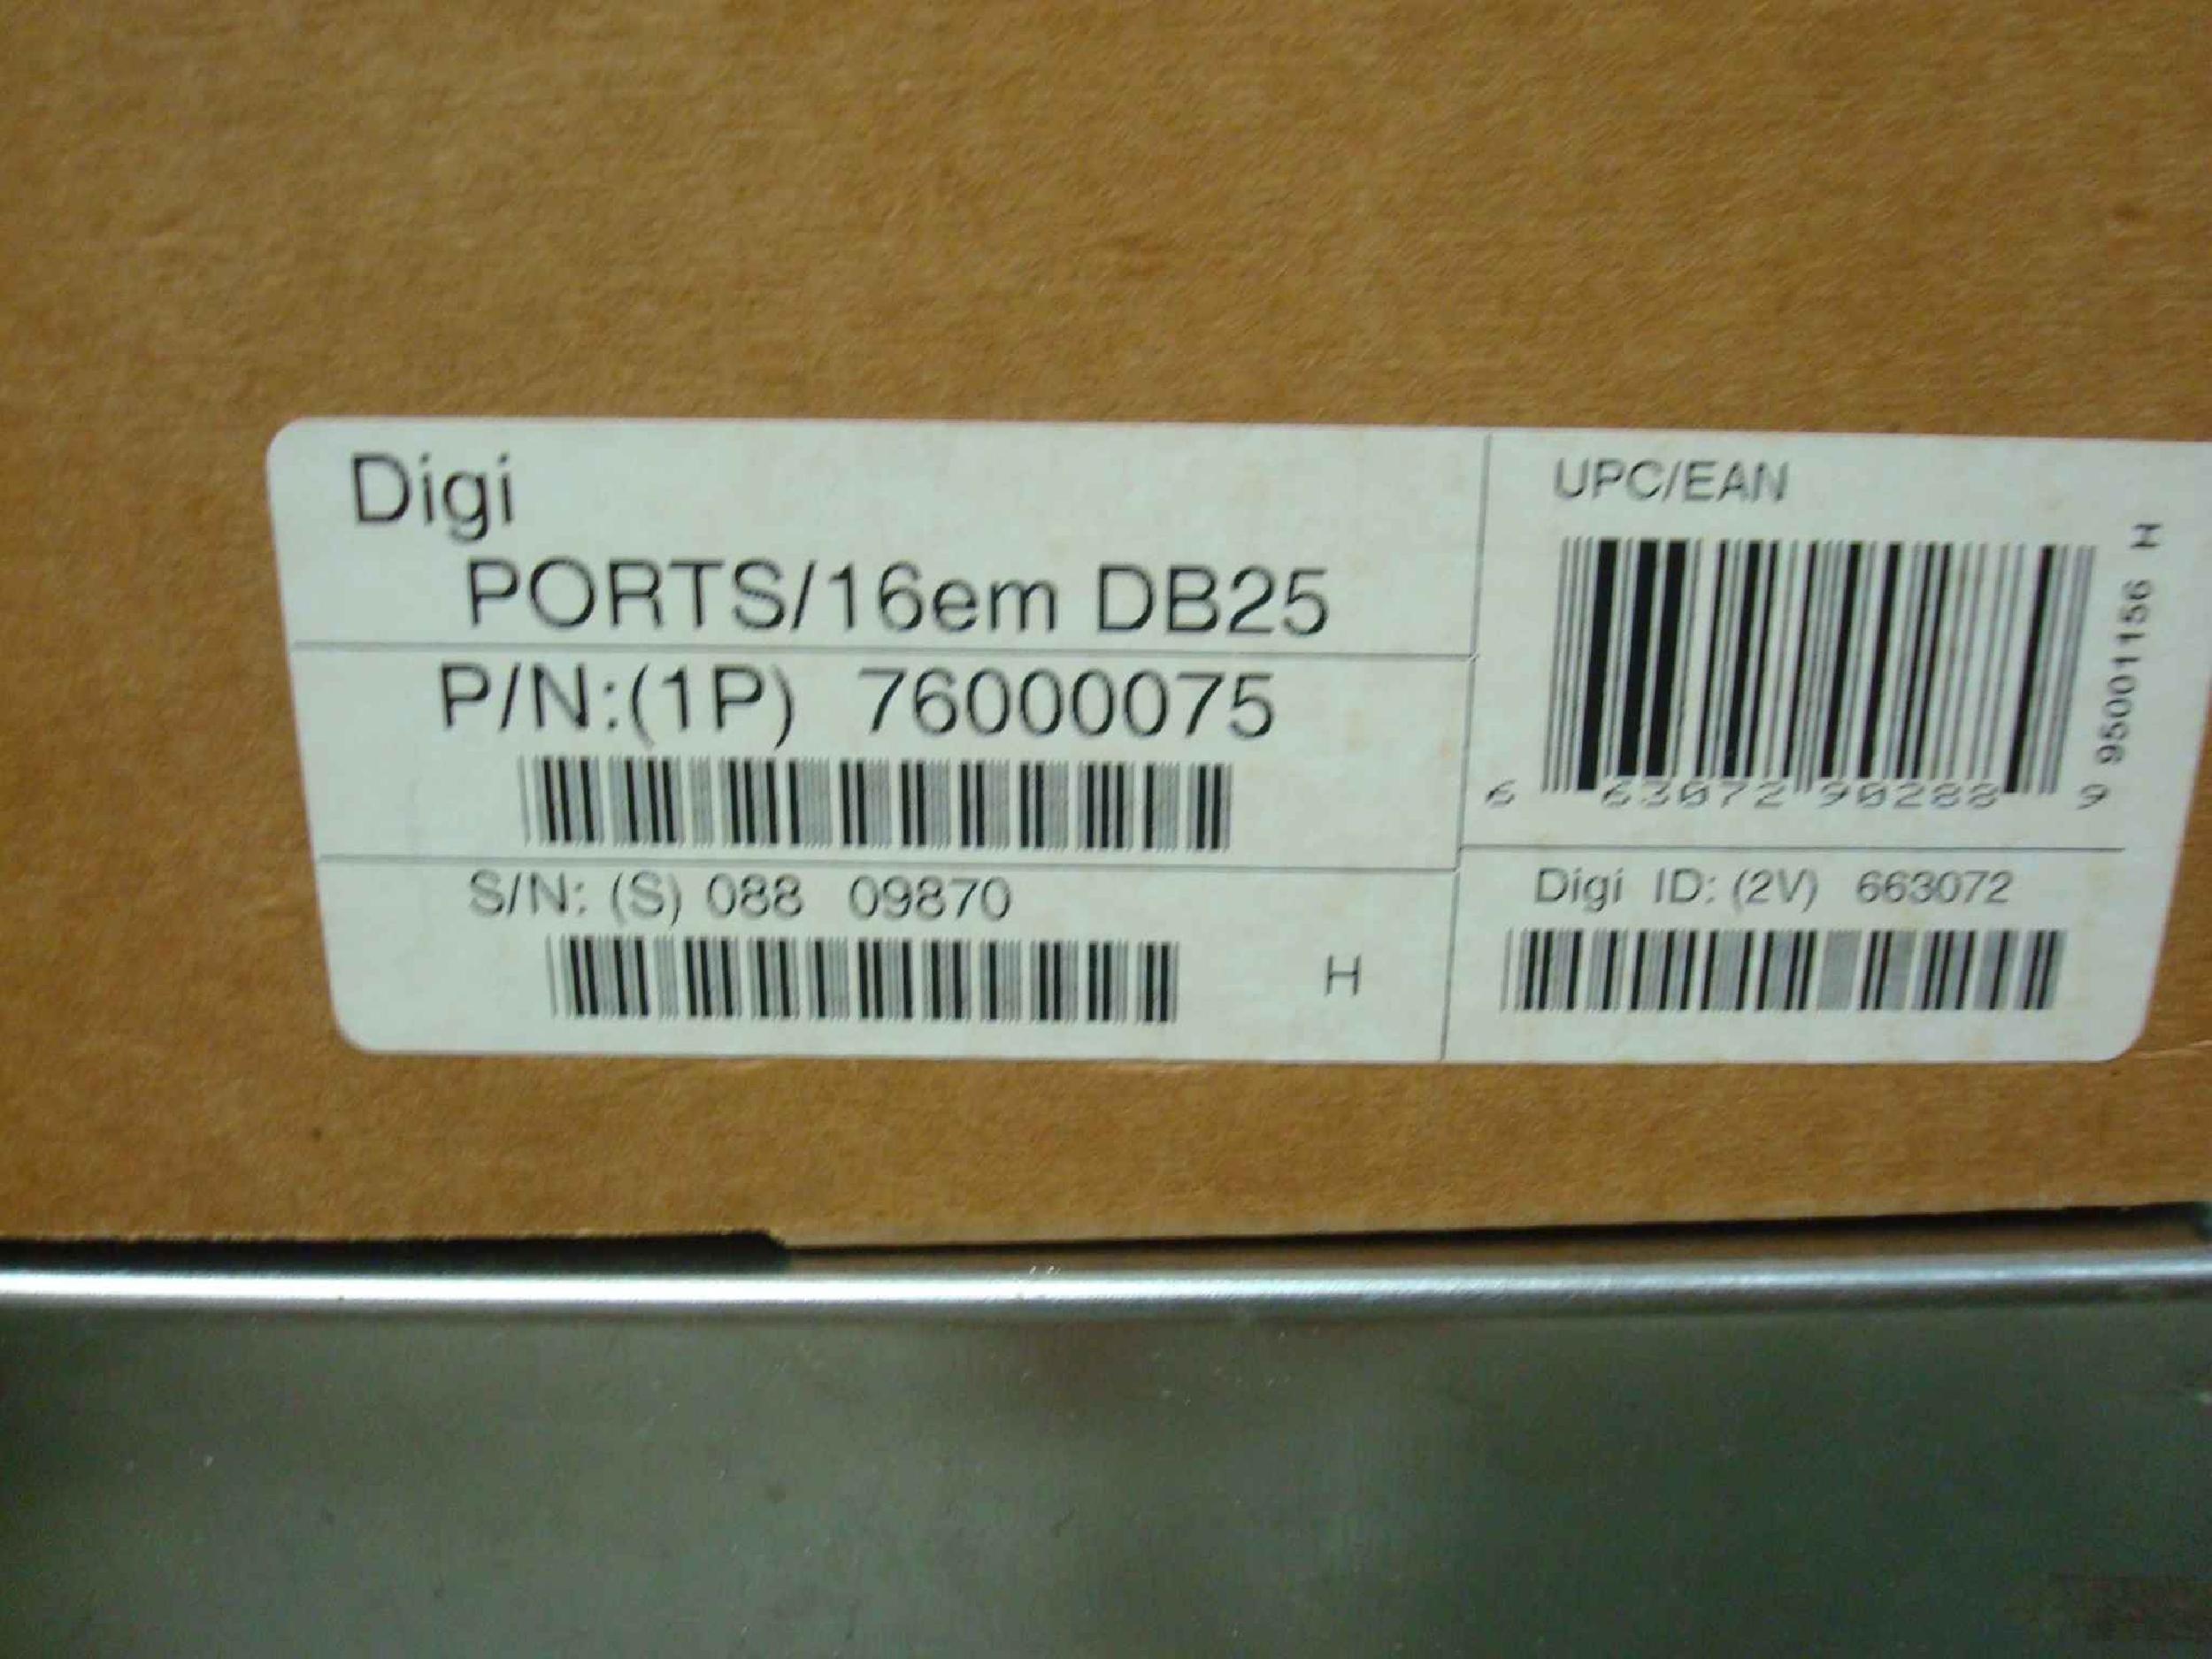 Digi
PORTS/16em DB25
P/N:(1P) 76000075
S/N: (S) 088 09870
H
UPC/EAN
6 63072 90288 9
95001156 H
Digi ID: (2V) 663072